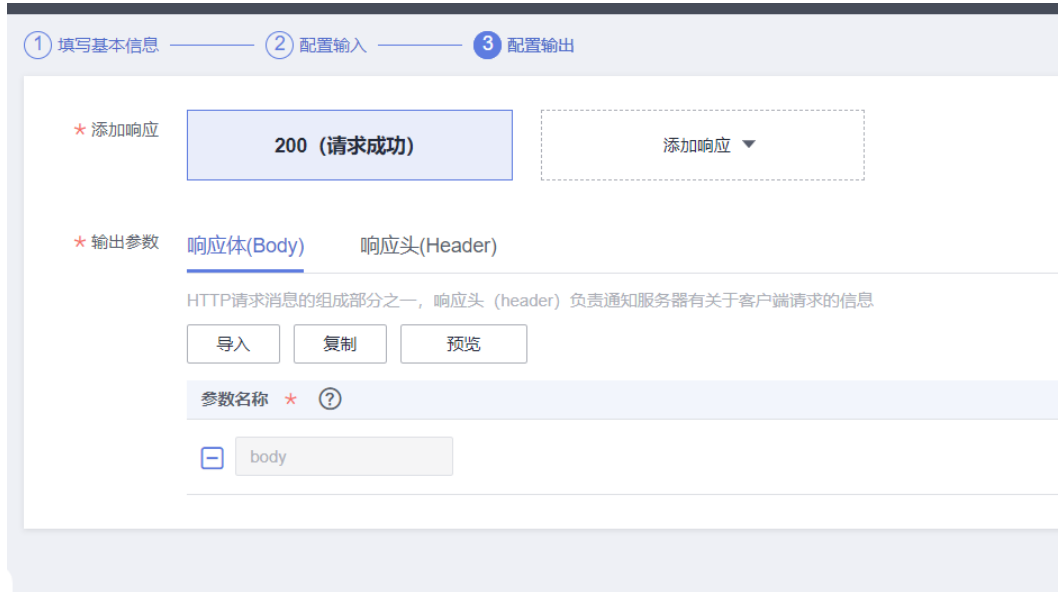 1 填写基本信息 2 配置输入 3 配置输出
* 添加响应 200（请求成功） 添加响应
* 输出参数 响应体(Body) 响应头(Header)
HTTP请求消息的组成部分之一，响应头（header）负责通知服务器有关于客户端请求的信息
导入 复制 预览
参数名称 * ?
body